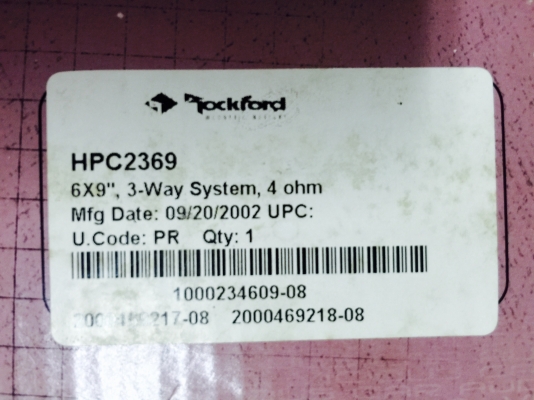 Rockford
HPC2369
6X9", 3-Way System, 4 ohm
Mfg Date: 09/20/2002 UPC:
U.Code: PR Qty: 1
1000234609-08
2000469218-08